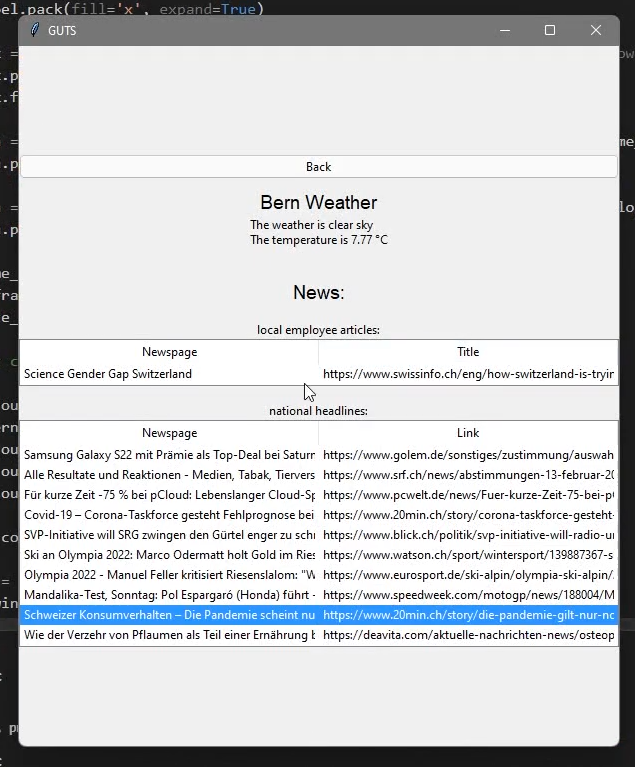 el.pack(fill='x', expand=True)
GUTS
Back
Bern Weather
The weather is clear sky
The temperature is 7.77 °C
News:
local employee articles:
Newspage Title
Science Gender Gap Switzerland https://www.swissinfo.ch/eng/how-switzerland-is-tryin
national headlines:
Newspage Link
Samsung Galaxy S22 mit Prämie als Top-Deal bei Saturn https://www.golem.de/sonstiges/zustimmung/auswah
Alle Resultate und Reaktionen - Medien, Tabak, Tiervers https://www.srf.ch/news/abstimmungen-13-februar-20
Für kurze Zeit -75 % bei pCloud: Lebenslanger Cloud-Sp https://www.pcwelt.de/news/Fuer-kurze-Zeit-75-bei-p
Covid-19 – Corona-Taskforce gesteht Fehlprognose bei https://www.20min.ch/story/corona-taskforce-gesteht-
SVP-Initiative will SRG zwingen den Gürtel enger zu sch https://www.blick.ch/politik/svp-initiative-will-radio-u
Ski an Olympia 2022: Marco Odermatt holt Gold im Ries https://www.watson.ch/sport/wintersport/139887367-s
Olympia 2022 - Manuel Feller kritisiert Riesenslalom: "W https://www.eurosport.de/ski-alpin/olympia-ski-alpin/
Mandalika-Test, Sonntag: Pol Espargaró (Honda) führt - https://www.speedweek.com/motogp/news/188004/M
Schweizer Konsumverhalten – Die Pandemie scheint nu https://www.20min.ch/story/die-pandemie-gilt-nur-no
Wie der Verzehr von Pflaumen als Teil einer Ernährung b https://deavita.com/aktuelle-nachrichten-news/osteop